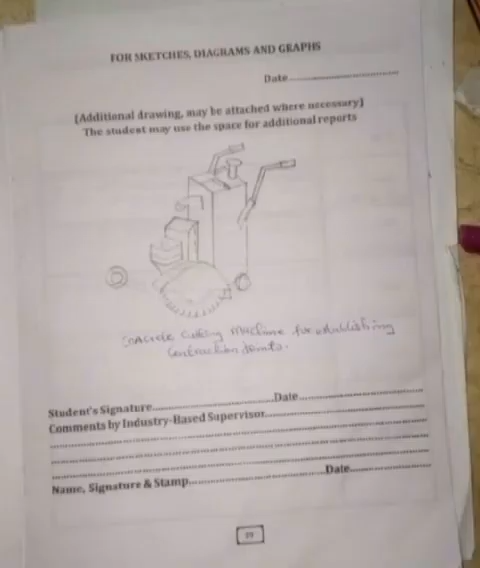 FOR SKETCHES, DIAGRAMS AND GRAPHS
Date
(Additional drawing, may be attached where necessary)
The student may use the space for additional reports
concrete cutting machine for establishing
contraction joints.
Student's Signature Date
Comments by Industry-Based Supervisor
Name, Signature & Stamp Date